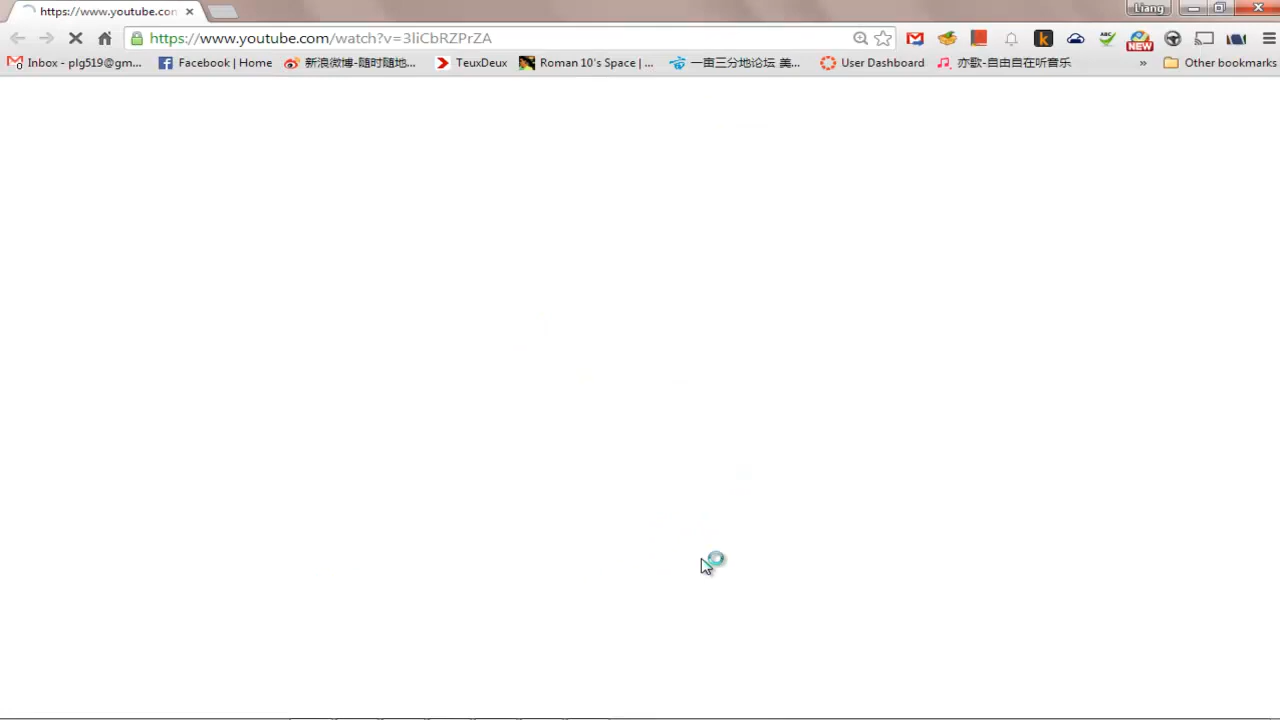 https://www.youtube.con
Liang
https://www.youtube.com/watch?v=3liCbRZPrZA
ABC
NEW
k
Inbox - plg519@gm...
Facebook | Home
新浪微博-随时随地...
TeuxDeux
Roman 10's Space | ...
一亩三分地论坛 美...
User Dashboard
亦歌-自由自在听音乐
»
Other bookmarks